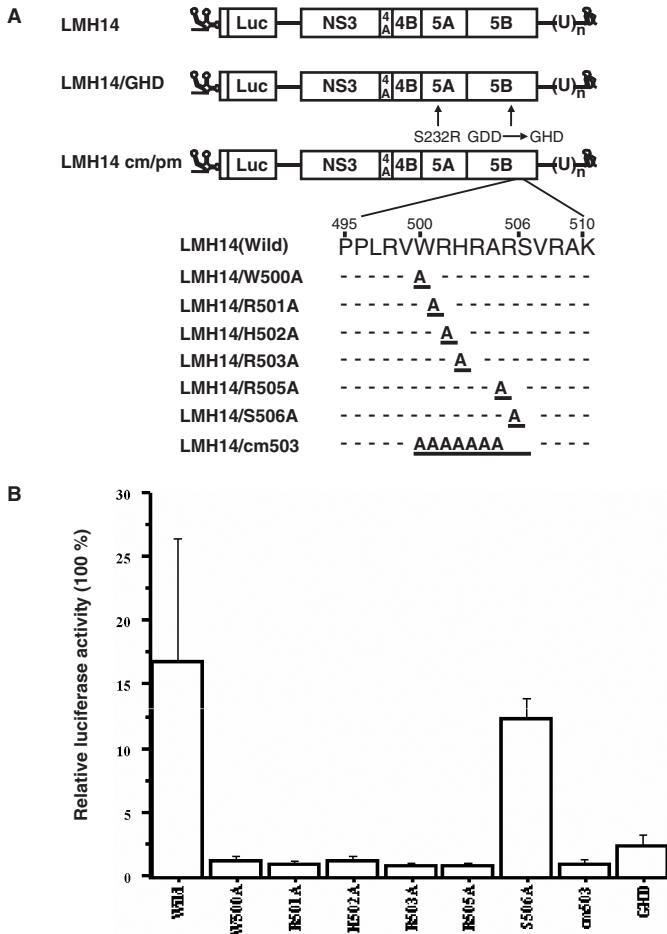 A
LMH14
Luc NS3 4A 4B 5A 5B (U)n
LMH14/GHD
Luc NS3 4A 4B 5A 5B (U)n
S232R GDD GHD
LMH14 cm/pm
Luc NS3 4A 4B 5A 5B (U)n
495 500 506 510
LMH14(Wild) PPLRVWRHRARSVRAK
LMH14/W500A - - - - - A - - - - - - - - - -
LMH14/R501A - - - - - - A - - - - - - - - -
LMH14/H502A - - - - - - - A - - - - - - - -
LMH14/R503A - - - - - - - - A - - - - - - -
LMH14/R505A - - - - - - - - - - A - - - - -
LMH14/S506A - - - - - - - - - - - A - - - -
LMH14/cm503 - - - - - AAAAAAA - - - -
B
Relative luciferase activity (100 %)
30
25
20
15
10
5
0
Wild W500A R501A H502A R503A R505A S506A cm503 GHD